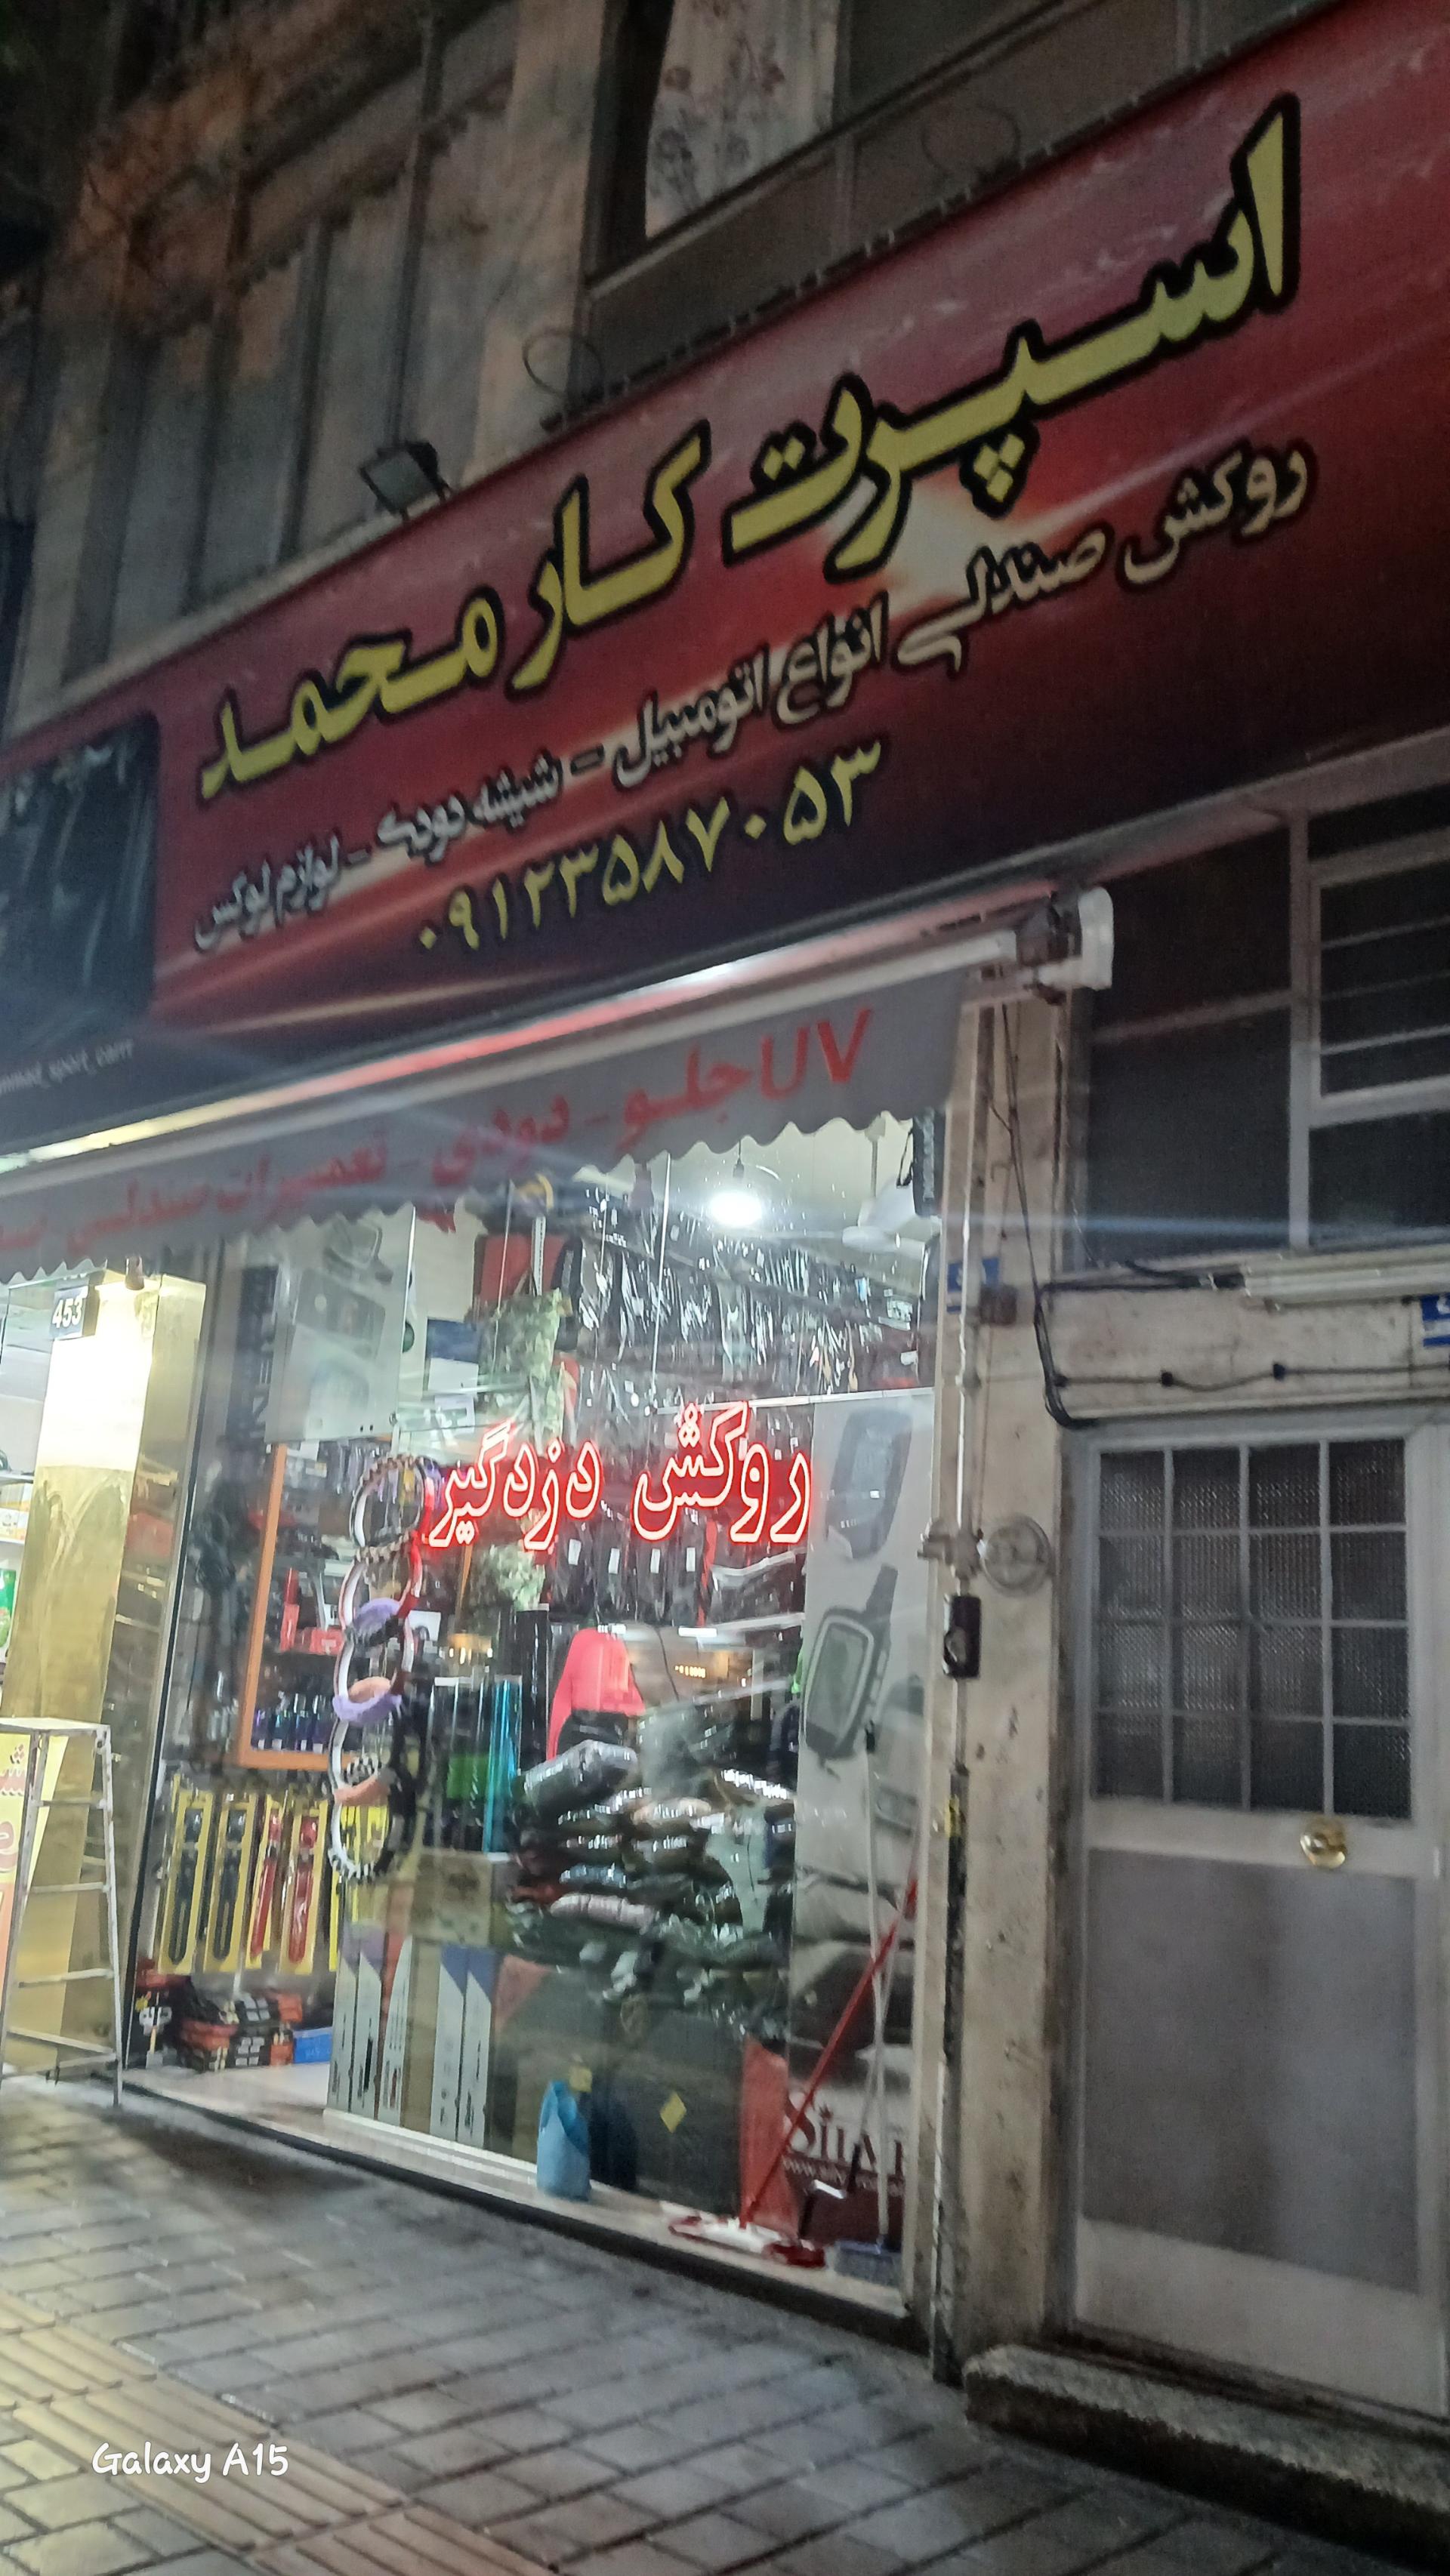 اسپرت کار محمد
روکش صندلی انواع اتومبیل - شیشه دودی - لوازم لوکس
۰۹۱۲۳۵۸۷۰۵۳
UV جلو - دودی - تعمیرات صندلی
453
روکش دزدگیر
Galaxy A15